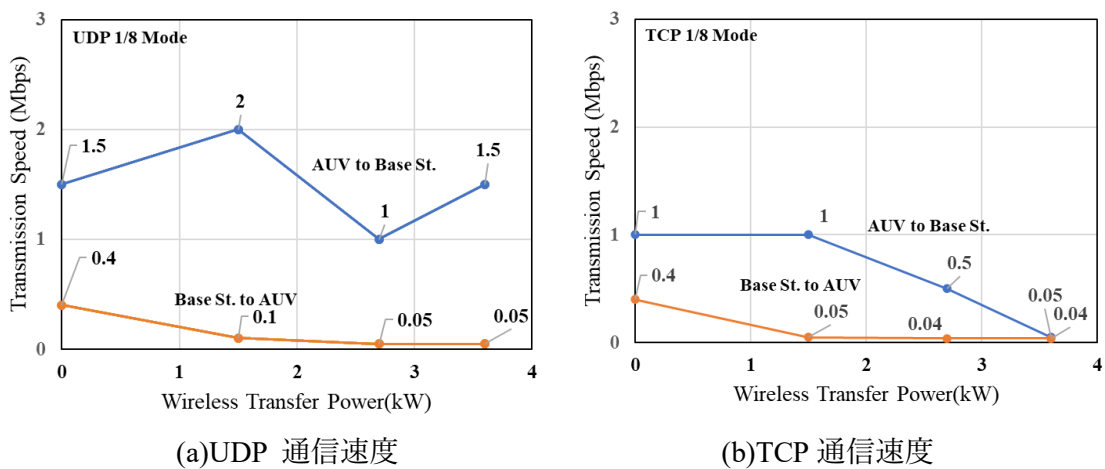 UDP 1/8 Mode
Transmission Speed (Mbps)
3
2
1
0
1.5
2
1
1.5
AUV to Base St.
0.4
Base St. to AUV
0.1
0.05
0.05
0 1 2 3 4
Wireless Transfer Power(kW)
(a)UDP 通信速度
TCP 1/8 Mode
Transmission Speed (Mbps)
3
2
1
0
1
1
AUV to Base St.
0.5
0.4
Base St. to AUV
0.05
0.04
0.05
0.04
0 1 2 3 4
Wireless Transfer Power(kW)
(b)TCP 通信速度